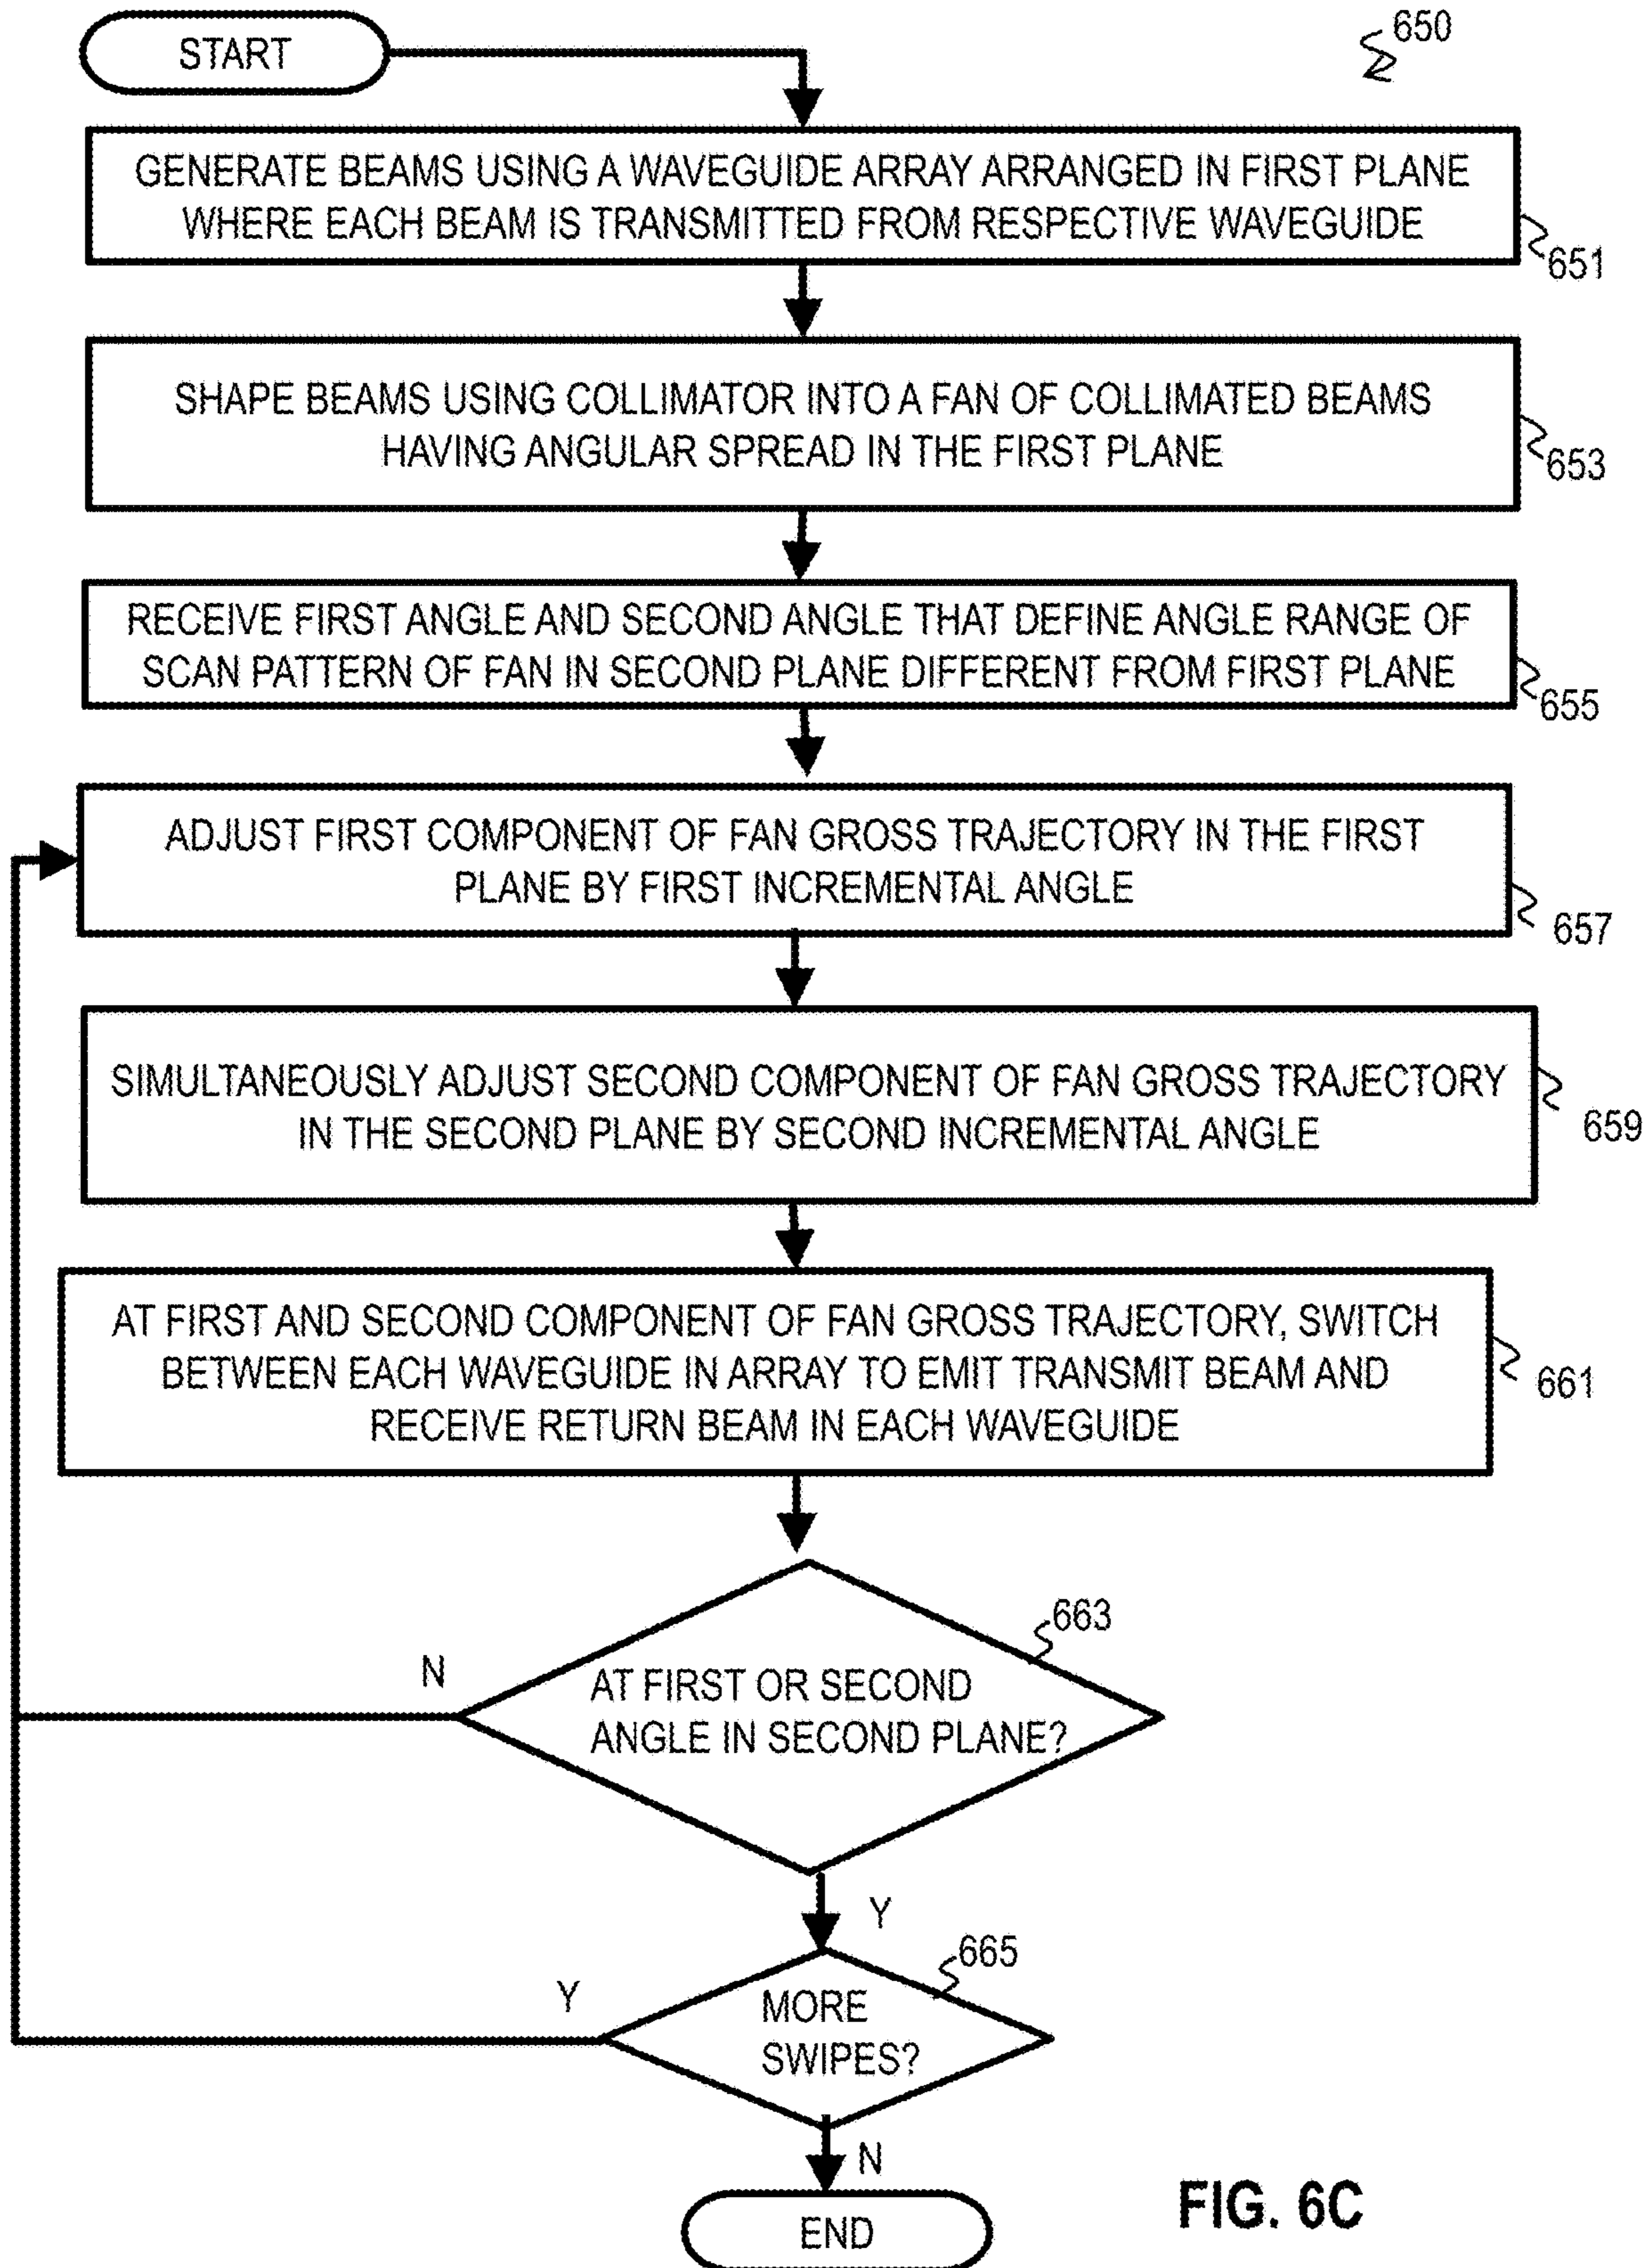 START
650
GENERATE BEAMS USING A WAVEGUIDE ARRAY ARRANGED IN FIRST PLANE
WHERE EACH BEAM IS TRANSMITTED FROM RESPECTIVE WAVEGUIDE
651
SHAPE BEAMS USING COLLIMATOR INTO A FAN OF COLLIMATED BEAMS
HAVING ANGULAR SPREAD IN THE FIRST PLANE
653
RECEIVE FIRST ANGLE AND SECOND ANGLE THAT DEFINE ANGLE RANGE OF
SCAN PATTERN OF FAN IN SECOND PLANE DIFFERENT FROM FIRST PLANE
655
ADJUST FIRST COMPONENT OF FAN GROSS TRAJECTORY IN THE FIRST
PLANE BY FIRST INCREMENTAL ANGLE
657
SIMULTANEOUSLY ADJUST SECOND COMPONENT OF FAN GROSS TRAJECTORY
IN THE SECOND PLANE BY SECOND INCREMENTAL ANGLE
659
AT FIRST AND SECOND COMPONENT OF FAN GROSS TRAJECTORY, SWITCH
BETWEEN EACH WAVEGUIDE IN ARRAY TO EMIT TRANSMIT BEAM AND
RECEIVE RETURN BEAM IN EACH WAVEGUIDE
661
663
N
AT FIRST OR SECOND
ANGLE IN SECOND PLANE?
Y
665
Y
MORE
SWIPES?
N
END
FIG. 6C